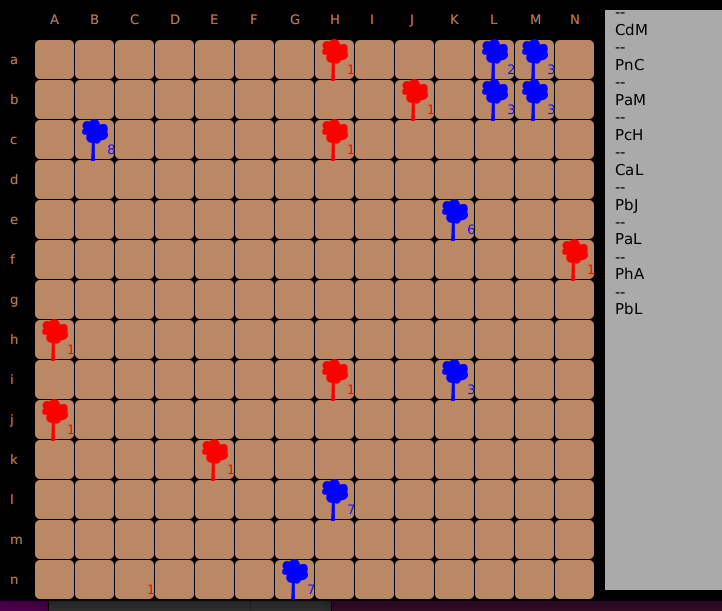 A B C D E F G H I J K L M N
a 1 2 3
b 1 3 3
c 8 1
d
e 6
f 1
g
h 1
i 1 3
j 1
k 1
l 7
m
n 1 7
--
CdM
--
PnC
--
PaM
--
PcH
--
CaL
--
PbJ
--
PaL
--
PhA
--
PbL